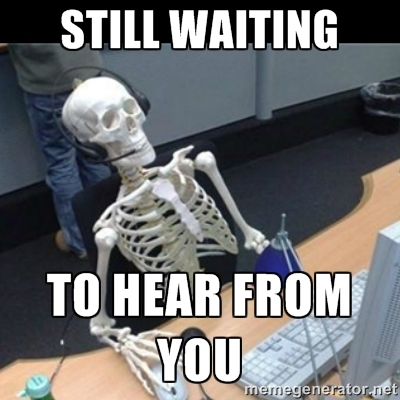 STILL WAITING
TO HEAR FROM
YOU
memegenerator.net